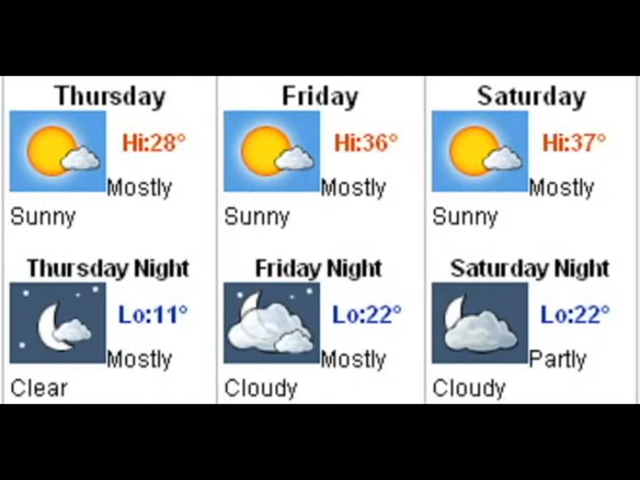 Thursday
Hi:28°
Mostly
Sunny
Friday
Hi:36°
Mostly
Sunny
Saturday
Hi:37°
Mostly
Sunny
Thursday Night
Lo:11°
Mostly
Clear
Friday Night
Lo:22°
Mostly
Cloudy
Saturday Night
Lo:22°
Partly
Cloudy